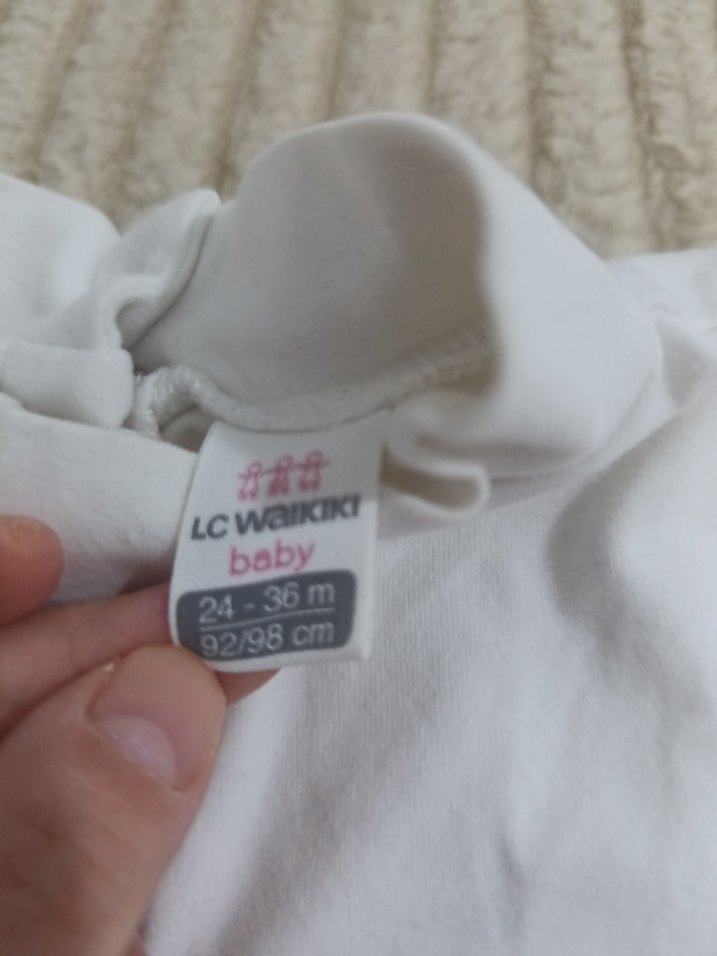 LC WAIKIKI
baby
24 - 36 m
92/98 cm